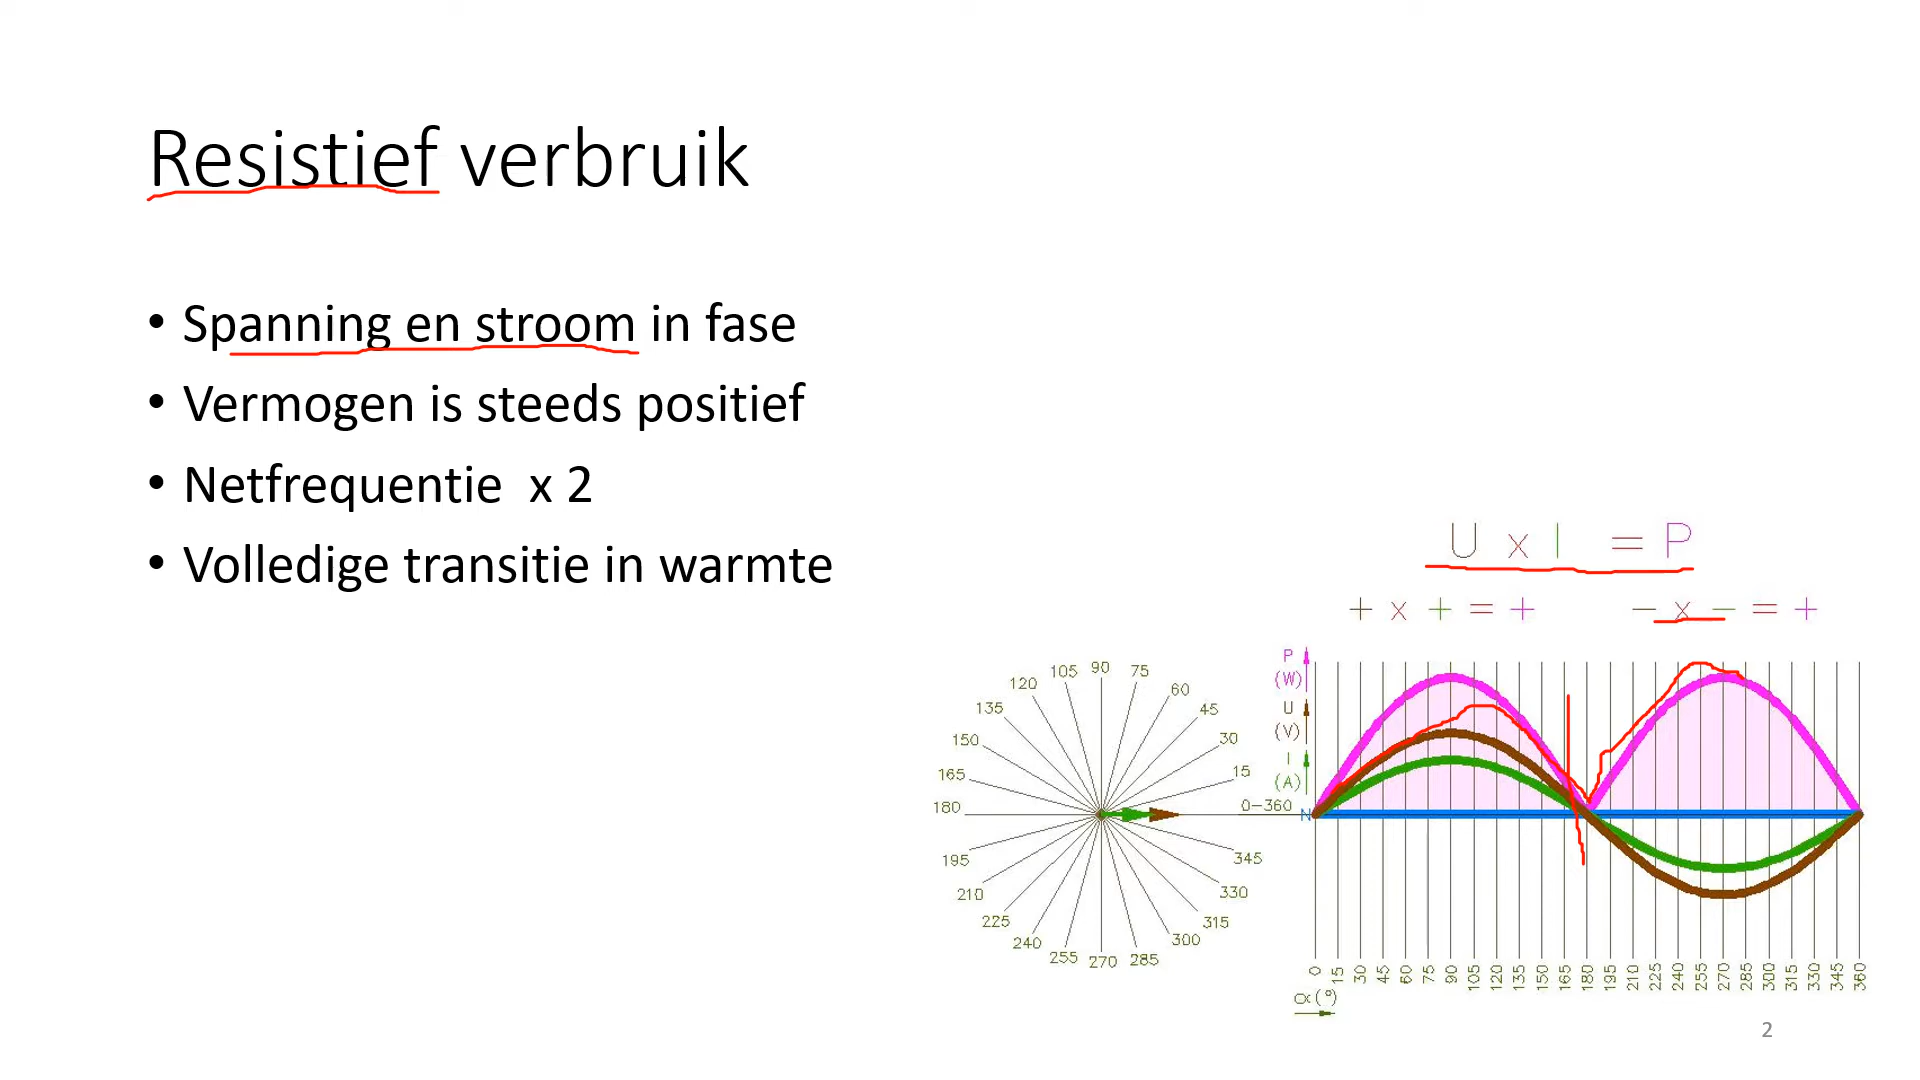 Resistief verbruik
• Spanning en stroom in fase
• Vermogen is steeds positief
• Netfrequentie x 2
• Volledige transitie in warmte
U x I = P
+ x + = +
- x - = +
P
(W)
U
(V)
I
(A)
N
0-360
15
30
45
60
75
90
105
120
135
150
165
180
195
210
225
240
255
270
285
300
315
330
345
0 15 30 45 60 75 90 105 120 135 150 165 180 195 210 225 240 255 270 285 300 315 330 345 360
α(°)
2